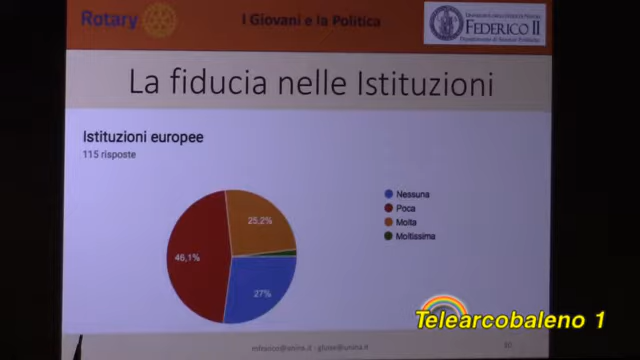 Rotary
I Giovani e la Politica
FEDERICO II
La fiducia nelle Istituzioni
Istituzioni europee
115 risposte
Nessuna
Poca
Molta
Moltissima
25,2%
46,1%
27%
Telearcobaleno 1